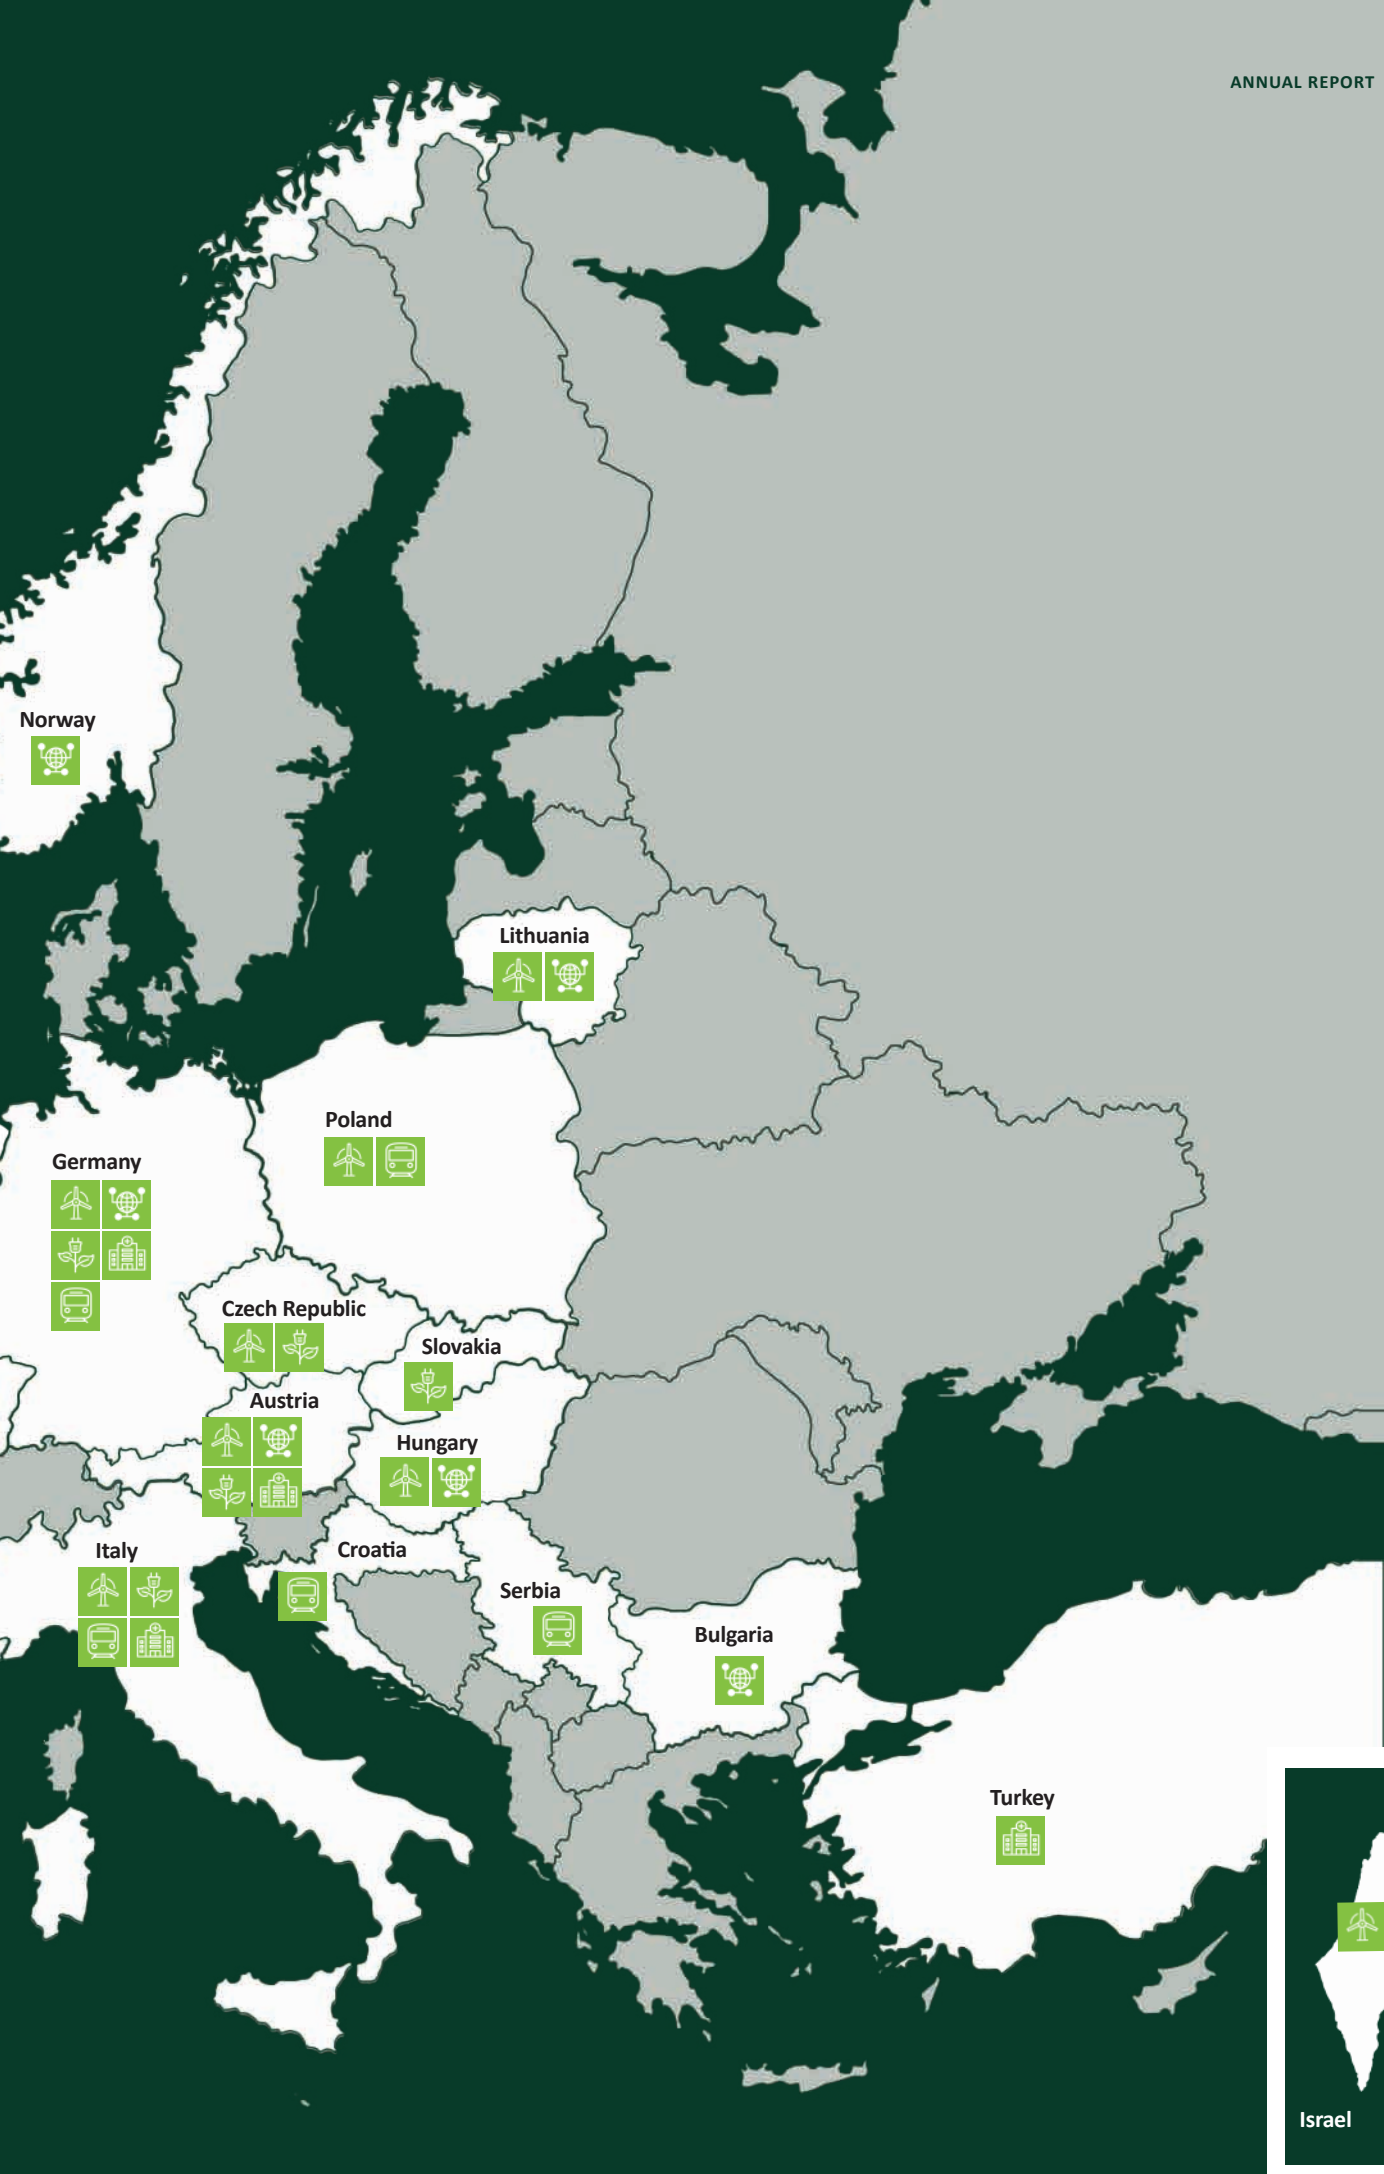 ANNUAL REPORT
Norway
Lithuania
Poland
Germany
Czech Republic
Slovakia
Austria
Hungary
Croatia
Italy
Serbia
Bulgaria
Turkey
Israel